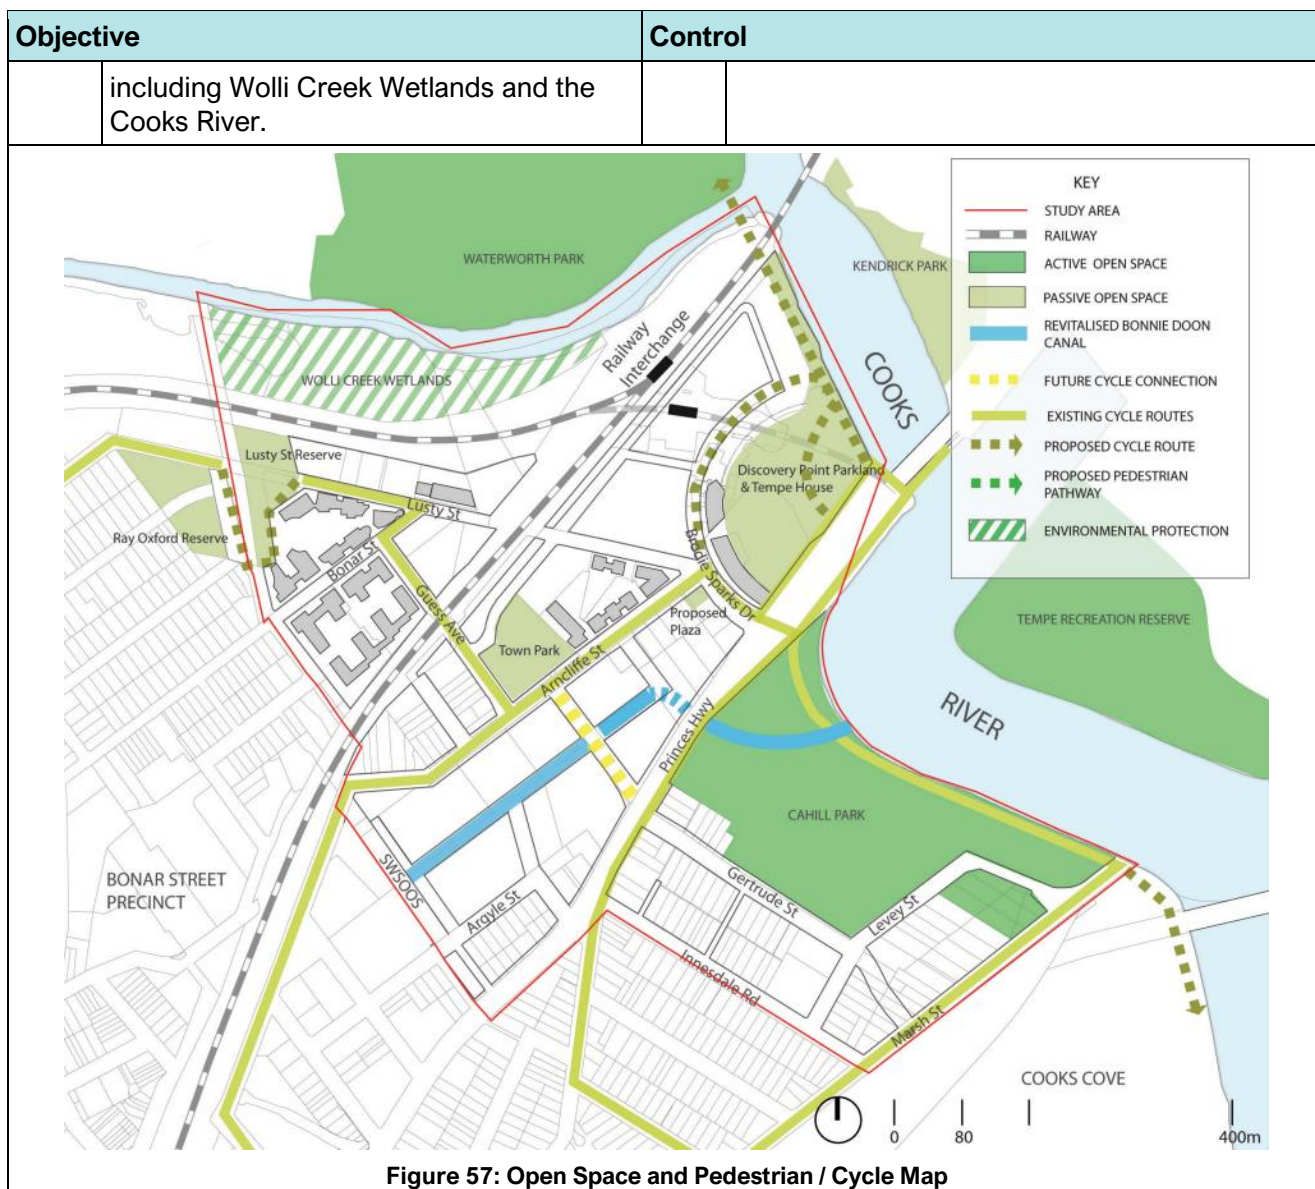 Objective
Control
including Wolli Creek Wetlands and the
Cooks River.
KEY
STUDY AREA
RAILWAY
ACTIVE OPEN SPACE
PASSIVE OPEN SPACE
REVITALISED BONNIE DOON
CANAL
FUTURE CYCLE CONNECTION
EXISTING CYCLE ROUTES
PROPOSED CYCLE ROUTE
PROPOSED PEDESTRIAN
PATHWAY
ENVIRONMENTAL PROTECTION
WATERWORTH PARK
KENDRICK PARK
Railway
Interchange
COOKS
WOLLI CREEK WETLANDS
Lusty St Reserve
Discovery Point Parkland
& Tempe House
Lusty St
Ray Oxford Reserve
Bonar St
Brodie Sparks Dr
Guess Ave
Proposed
Plaza
TEMPE RECREATION RESERVE
Town Park
Arncliffe St
RIVER
Princes Hwy
CAHILL PARK
SWSOOS
BONAR STREET
PRECINCT
Gertrude St
Argyle St
Levey St
Innesdale Rd
Marsh St
COOKS COVE
0
80
400m
Figure 57: Open Space and Pedestrian / Cycle Map